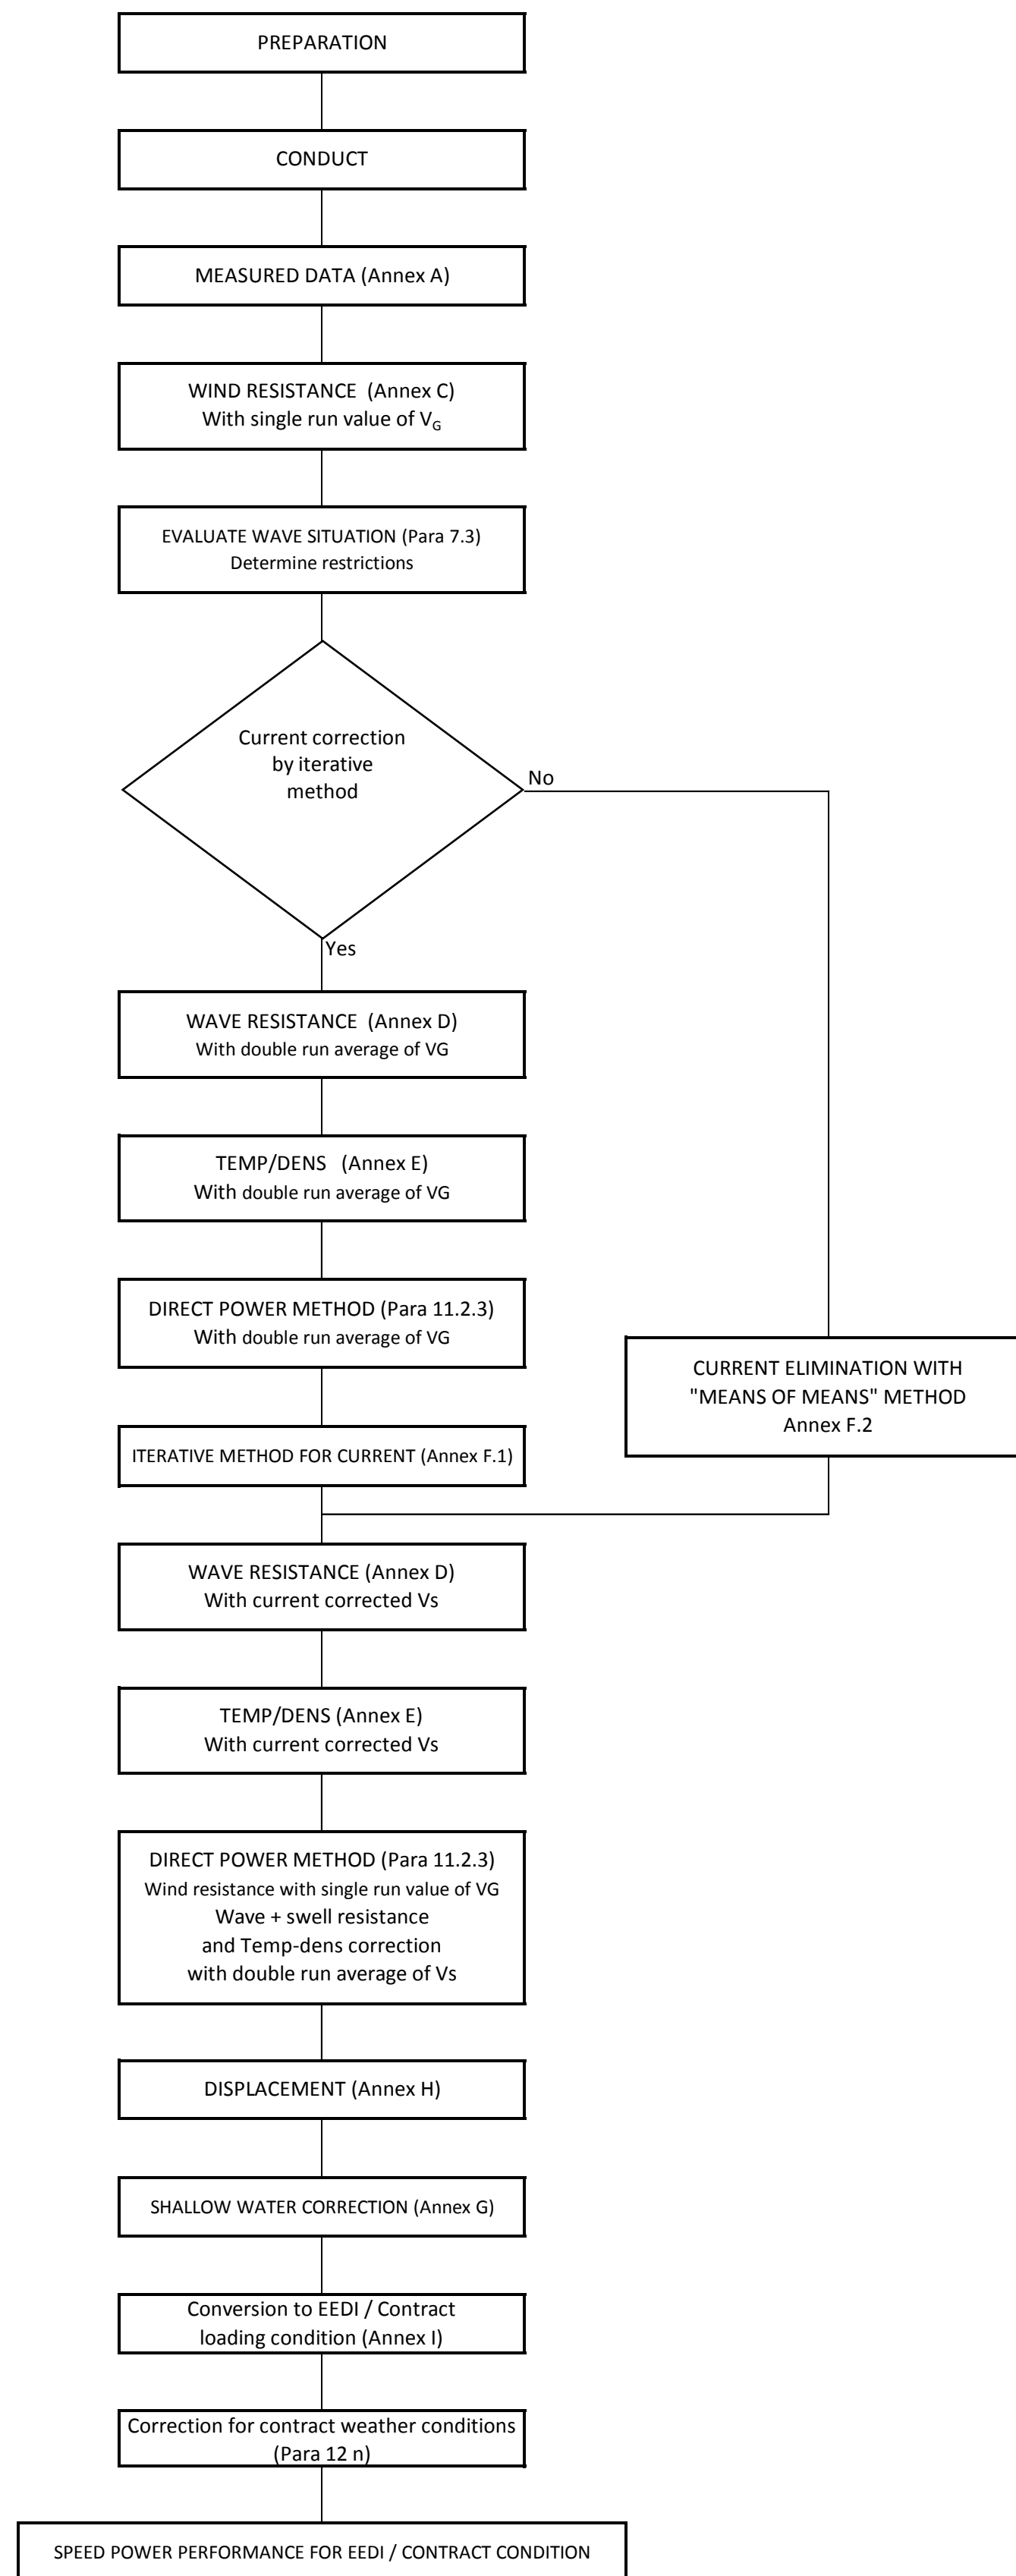 PREPARATION
CONDUCT
MEASURED DATA (Annex A)
WIND RESISTANCE (Annex C)
With single run value of VG
EVALUATE WAVE SITUATION (Para 7.3)
Determine restrictions
Current correction
by iterative
method
No
Yes
WAVE RESISTANCE (Annex D)
With double run average of VG
TEMP/DENS (Annex E)
With double run average of VG
DIRECT POWER METHOD (Para 11.2.3)
With double run average of VG
CURRENT ELIMINATION WITH
"MEANS OF MEANS" METHOD
Annex F.2
ITERATIVE METHOD FOR CURRENT (Annex F.1)
WAVE RESISTANCE (Annex D)
With current corrected Vs
TEMP/DENS (Annex E)
With current corrected Vs
DIRECT POWER METHOD (Para 11.2.3)
Wind resistance with single run value of VG
Wave + swell resistance
and Temp-dens correction
with double run average of Vs
DISPLACEMENT (Annex H)
SHALLOW WATER CORRECTION (Annex G)
Conversion to EEDI / Contract
loading condition (Annex I)
Correction for contract weather conditions
(Para 12 n)
SPEED POWER PERFORMANCE FOR EEDI / CONTRACT CONDITION